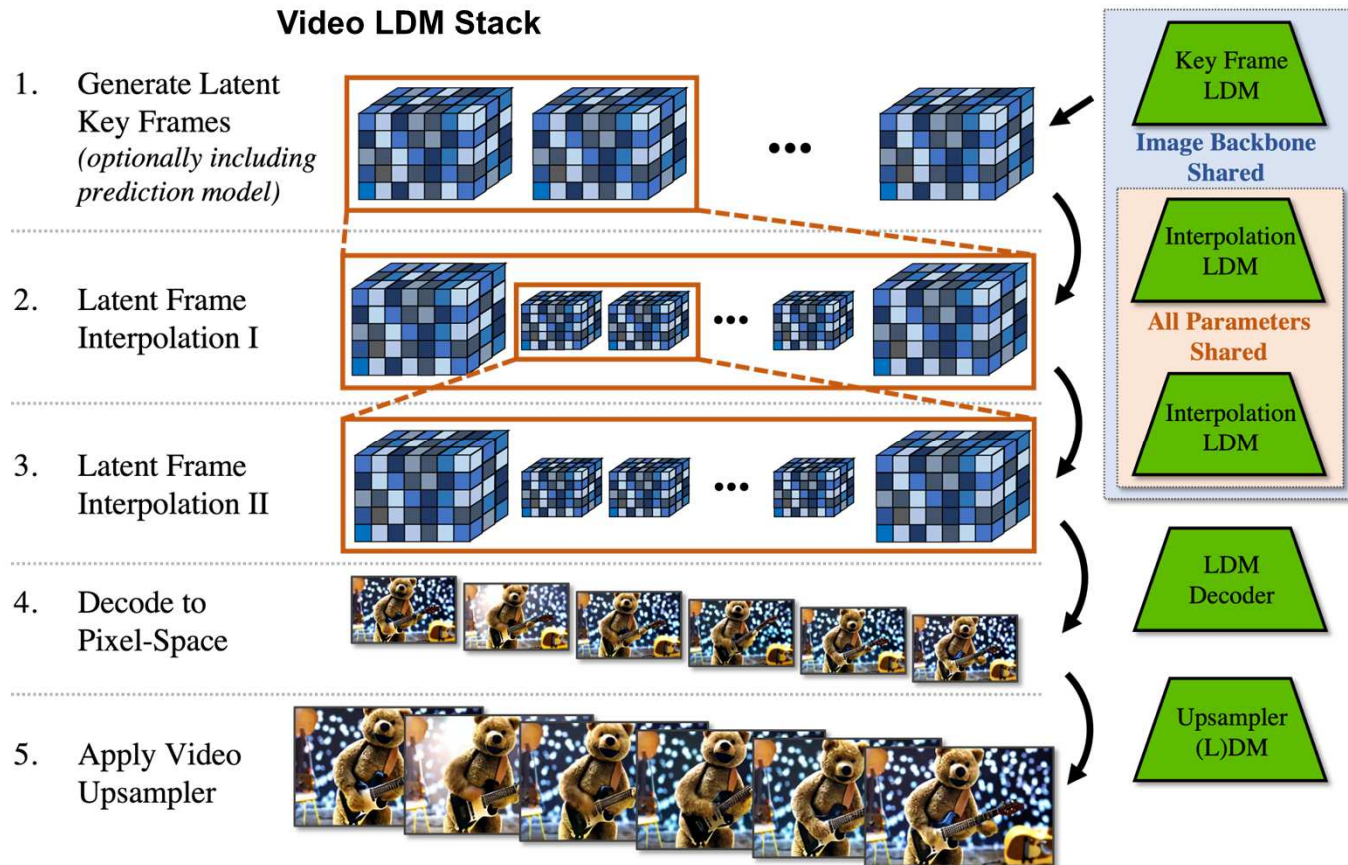 Video LDM Stack
1. Generate Latent
Key Frames
(optionally including
prediction model)
Key Frame
LDM
Image Backbone
Shared
2. Latent Frame
Interpolation I
Interpolation
LDM
All Parameters
Shared
3. Latent Frame
Interpolation II
Interpolation
LDM
4. Decode to
Pixel-Space
LDM
Decoder
5. Apply Video
Upsampler
Upsampler
(L)DM